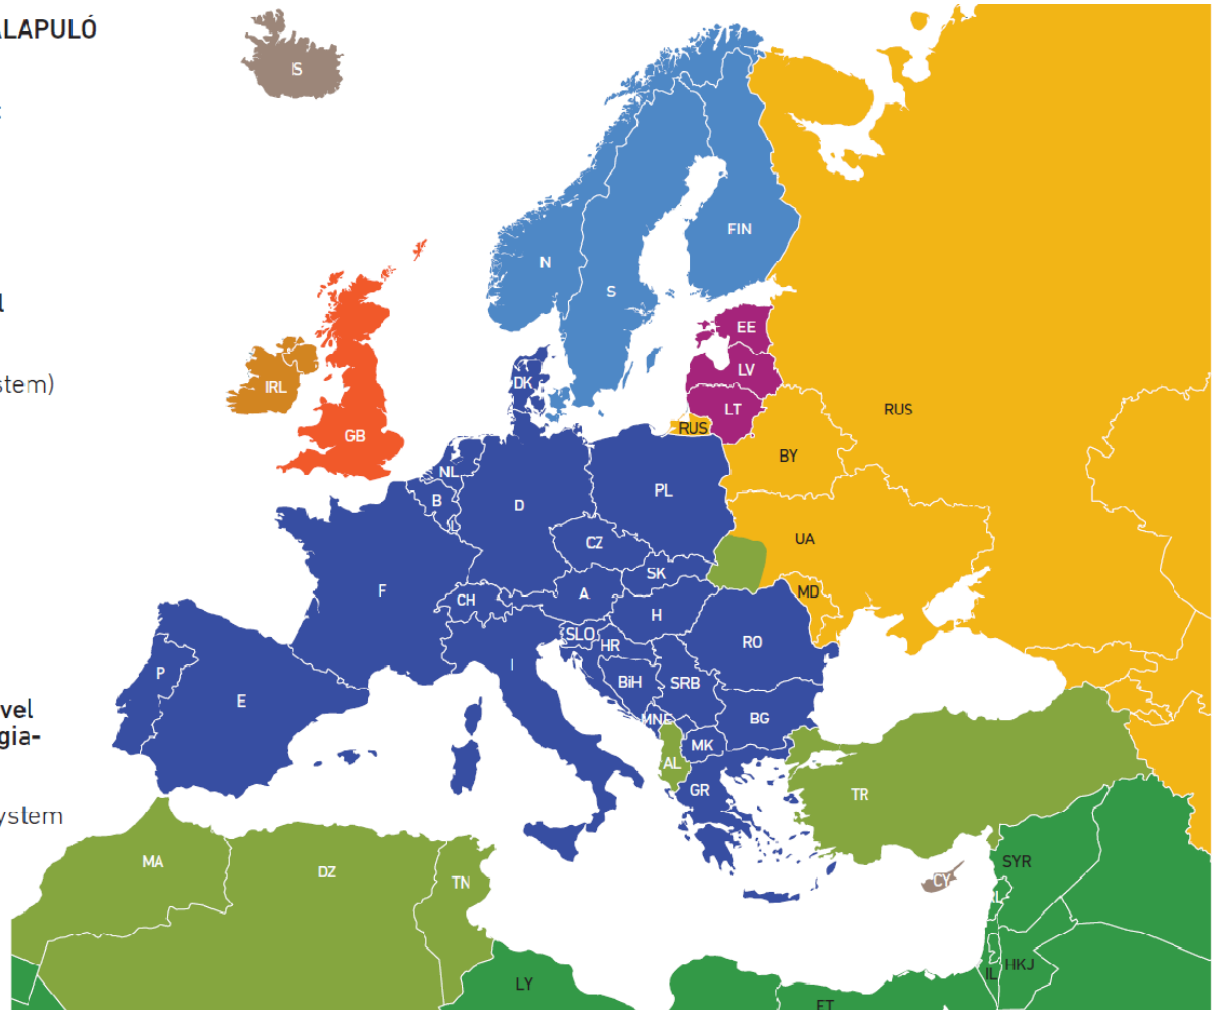 ALAPULÓ
IS
FIN
N
S
stem)
EE
LV
LT
IRL
DK
GB
RUS
RUS
BY
NL
B
L
D
PL
UA
CZ
SK
MD
F
CH
A
H
SLO
HR
RO
I
P
E
BiH
SRB
MNE
BG
vel
gia-
MK
AL
GR
TR
ystem
MA
DZ
TN
SYR
CY
L
HKJ
IL
LY
ET